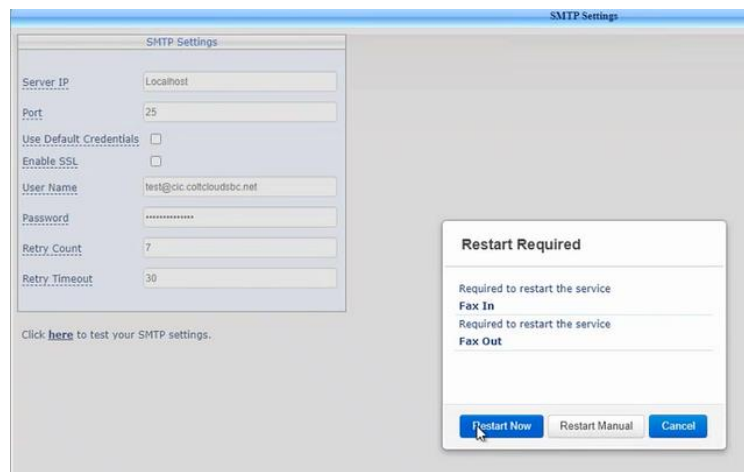 SMTP Settings
SMTP Settings
Server IP
Localhost
Port
25
Use Default Credentials
Enable SSL
User Name
test@cic.coltcloudsbc.net
Password
••••••••••••••
Retry Count
7
Retry Timeout
30
Click here to test your SMTP settings.
Restart Required
Required to restart the service
Fax In
Required to restart the service
Fax Out
Restart Now
Restart Manual
Cancel